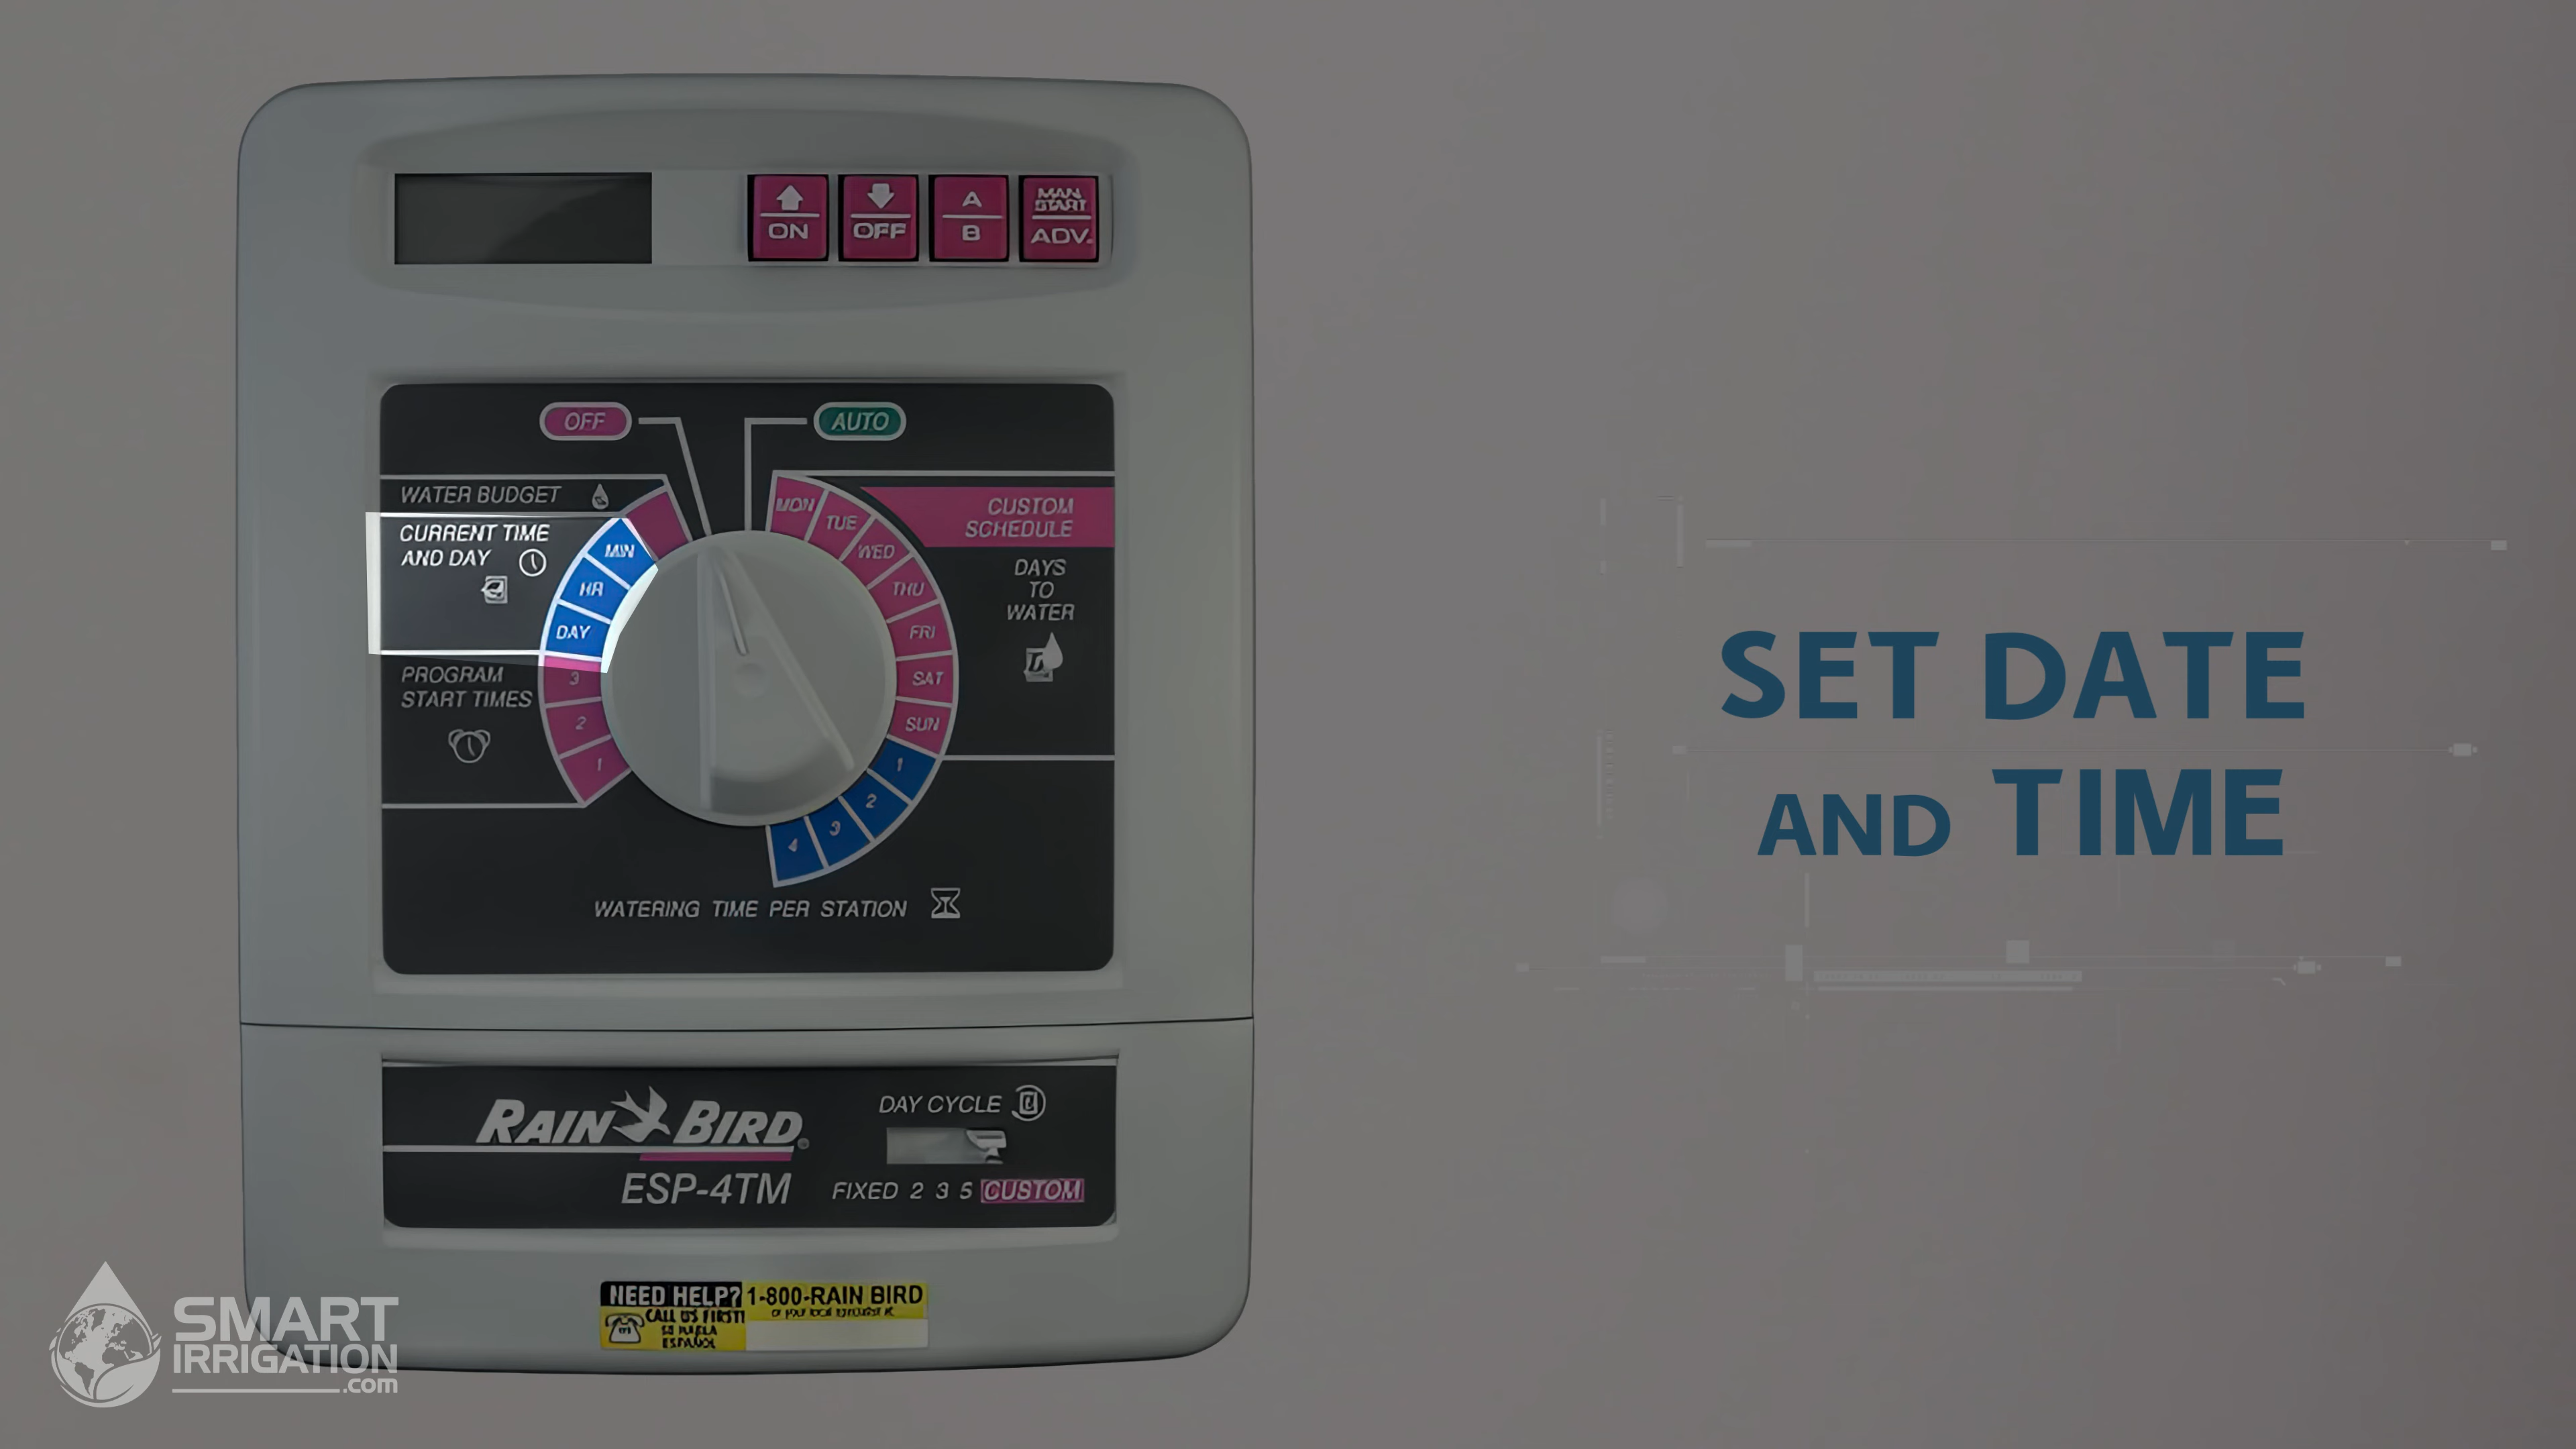 ON
OFF
A
B
MAN.
START
ADV.
OFF
AUTO
WATER BUDGET
CURRENT TIME
AND DAY
MIN
HR
DAY
PROGRAM
START TIMES
3
2
1
MON
TUE
WED
THU
FRI
SAT
SUN
1
2
3
4
CUSTOM
SCHEDULE
DAYS
TO
WATER
WATERING TIME PER STATION
SET DATE
AND TIME
RAIN BIRD®
ESP-4TM
DAY CYCLE
FIXED 2 3 5 CUSTOM
NEED HELP? 1-800-RAIN BIRD
CALL US FIRST!
SE HABLA
ESPAÑOL
SMART
IRRIGATION
.com